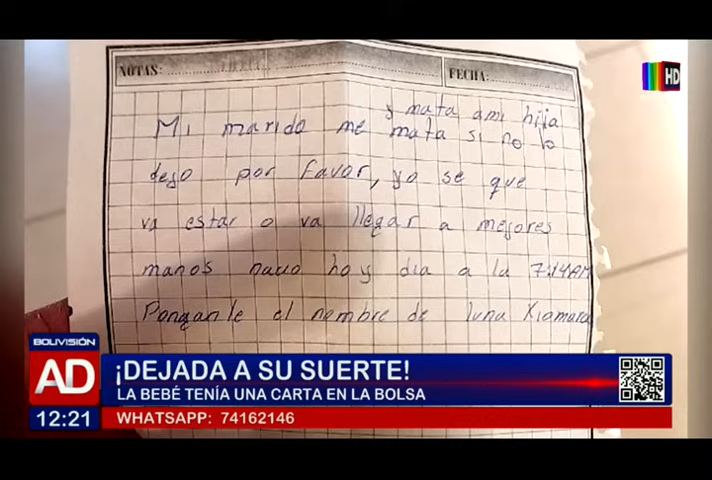 HD
NOTAS:
FECHA:
y mata ami hija
Mi marido me mata si no lo
dejo por Favor, yo se que
va estar o va llegar a mejores
manos nacio hoy dia a la 7:14AM
Ponganle el nombre de luna Xiamara
BOLIVISIÓN
AD
12:21
¡DEJADA A SU SUERTE!
LA BEBÉ TENÍA UNA CARTA EN LA BOLSA
WHATSAPP: 74162146